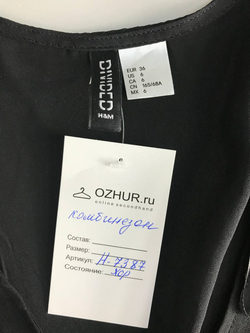 DIVIDED
H&M
EUR 36
US 6
CA 6
CN 165/68A
MX 6
OZHUR.ru
online secondhand
комбинезон
Состав:
Размер:
Артикул: Н-7387
Состояние: хор